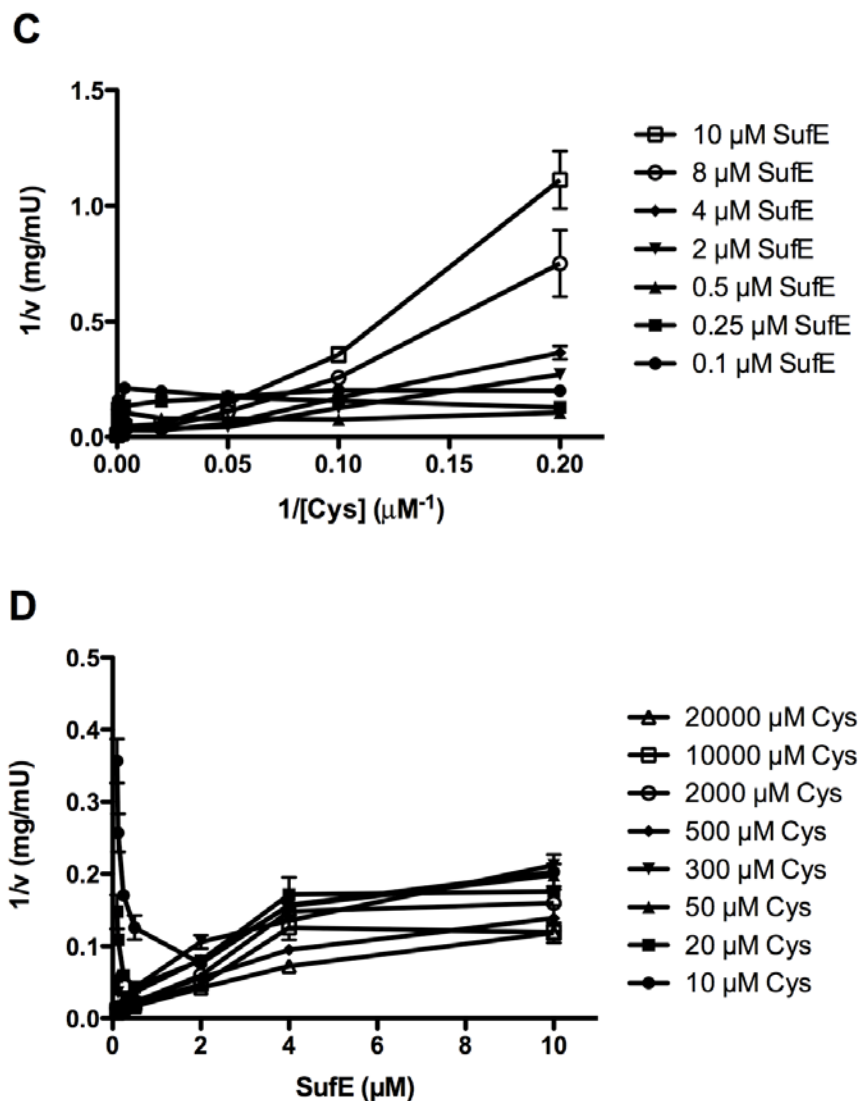 C
1.5
1.0
0.5
0.0
1/v (mg/mU)
0.00 0.05 0.10 0.15 0.20
1/[Cys] (μM-1)
10 µM SufE
8 µM SufE
4 µM SufE
2 µM SufE
0.5 µM SufE
0.25 µM SufE
0.1 µM SufE
D
0.5
0.4
0.3
0.2
0.1
0.0
1/v (mg/mU)
0 2 4 6 8 10
SufE (µM)
20000 µM Cys
10000 µM Cys
2000 µM Cys
500 µM Cys
300 µM Cys
50 µM Cys
20 µM Cys
10 µM Cys